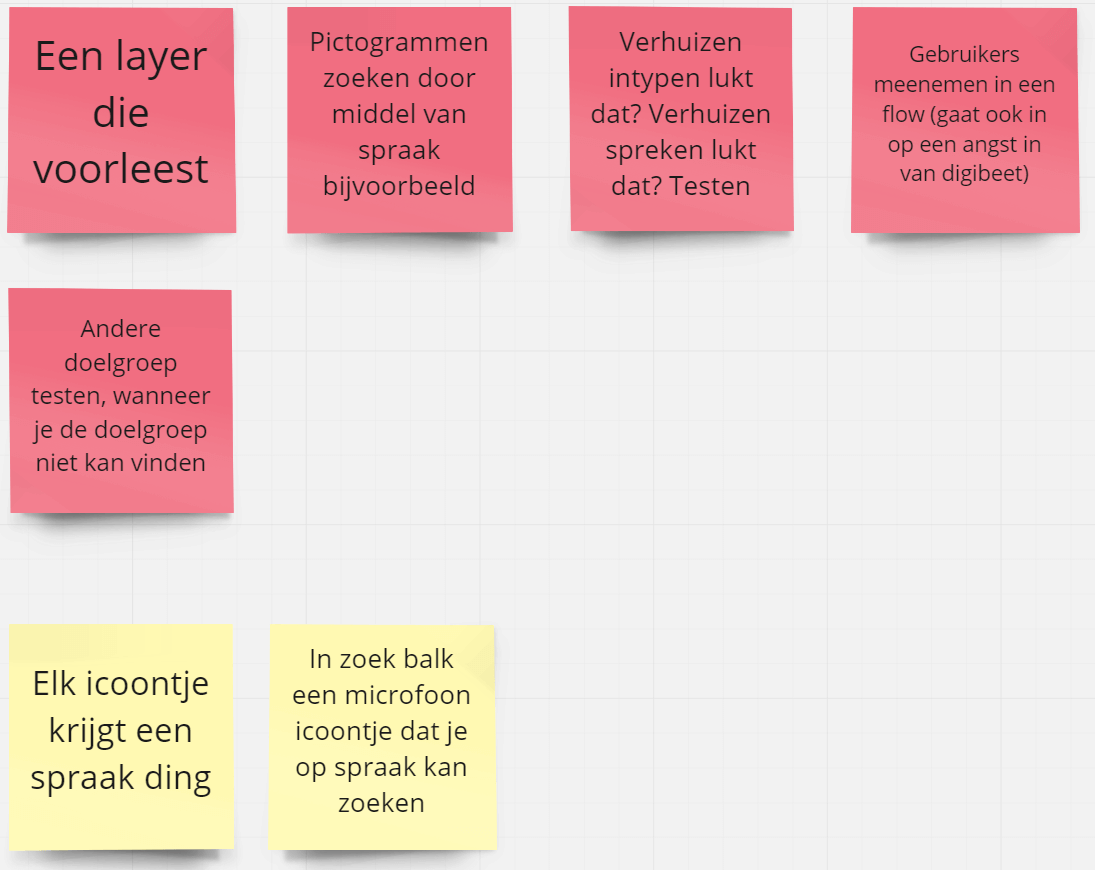 Een layer
die
voorleest
Pictogrammen
zoeken door
middel van
spraak
bijvoorbeeld
Verhuizen
intypen lukt
dat? Verhuizen
spreken lukt
dat? Testen
Gebruikers
meenemen in een
flow (gaat ook in
op een angst in
van digibeet)
Andere
doelgroep
testen, wanneer
je de doelgroep
niet kan vinden
Elk icoontje
krijgt een
spraak ding
In zoek balk
een microfoon
icoontje dat je
op spraak kan
zoeken